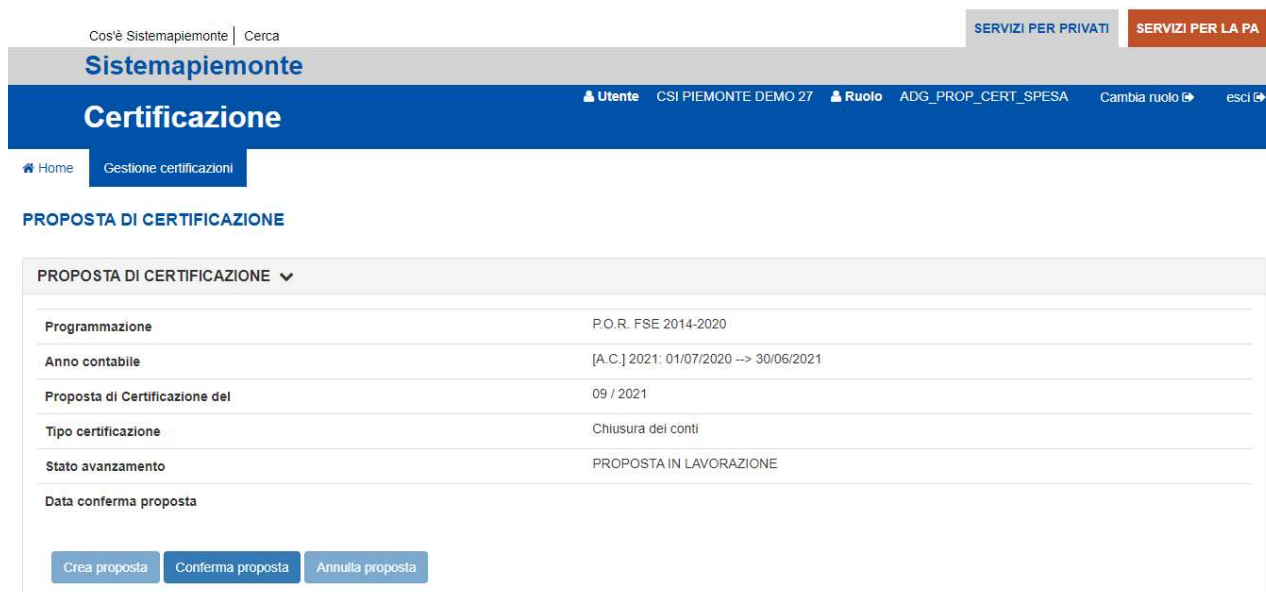 Cos'è Sistemapiemonte | Cerca
SERVIZI PER PRIVATI
SERVIZI PER LA PA
Sistemapiemonte
Certificazione
Utente CSI PIEMONTE DEMO 27 Ruolo ADG_PROP_CERT_SPESA Cambia ruolo esci
Home Gestione certificazioni
PROPOSTA DI CERTIFICAZIONE
PROPOSTA DI CERTIFICAZIONE
Programmazione P.O.R. FSE 2014-2020
Anno contabile [A.C.] 2021: 01/07/2020 --> 30/06/2021
Proposta di Certificazione del 09 / 2021
Tipo certificazione Chiusura dei conti
Stato avanzamento PROPOSTA IN LAVORAZIONE
Data conferma proposta
Crea proposta Conferma proposta Annulla proposta